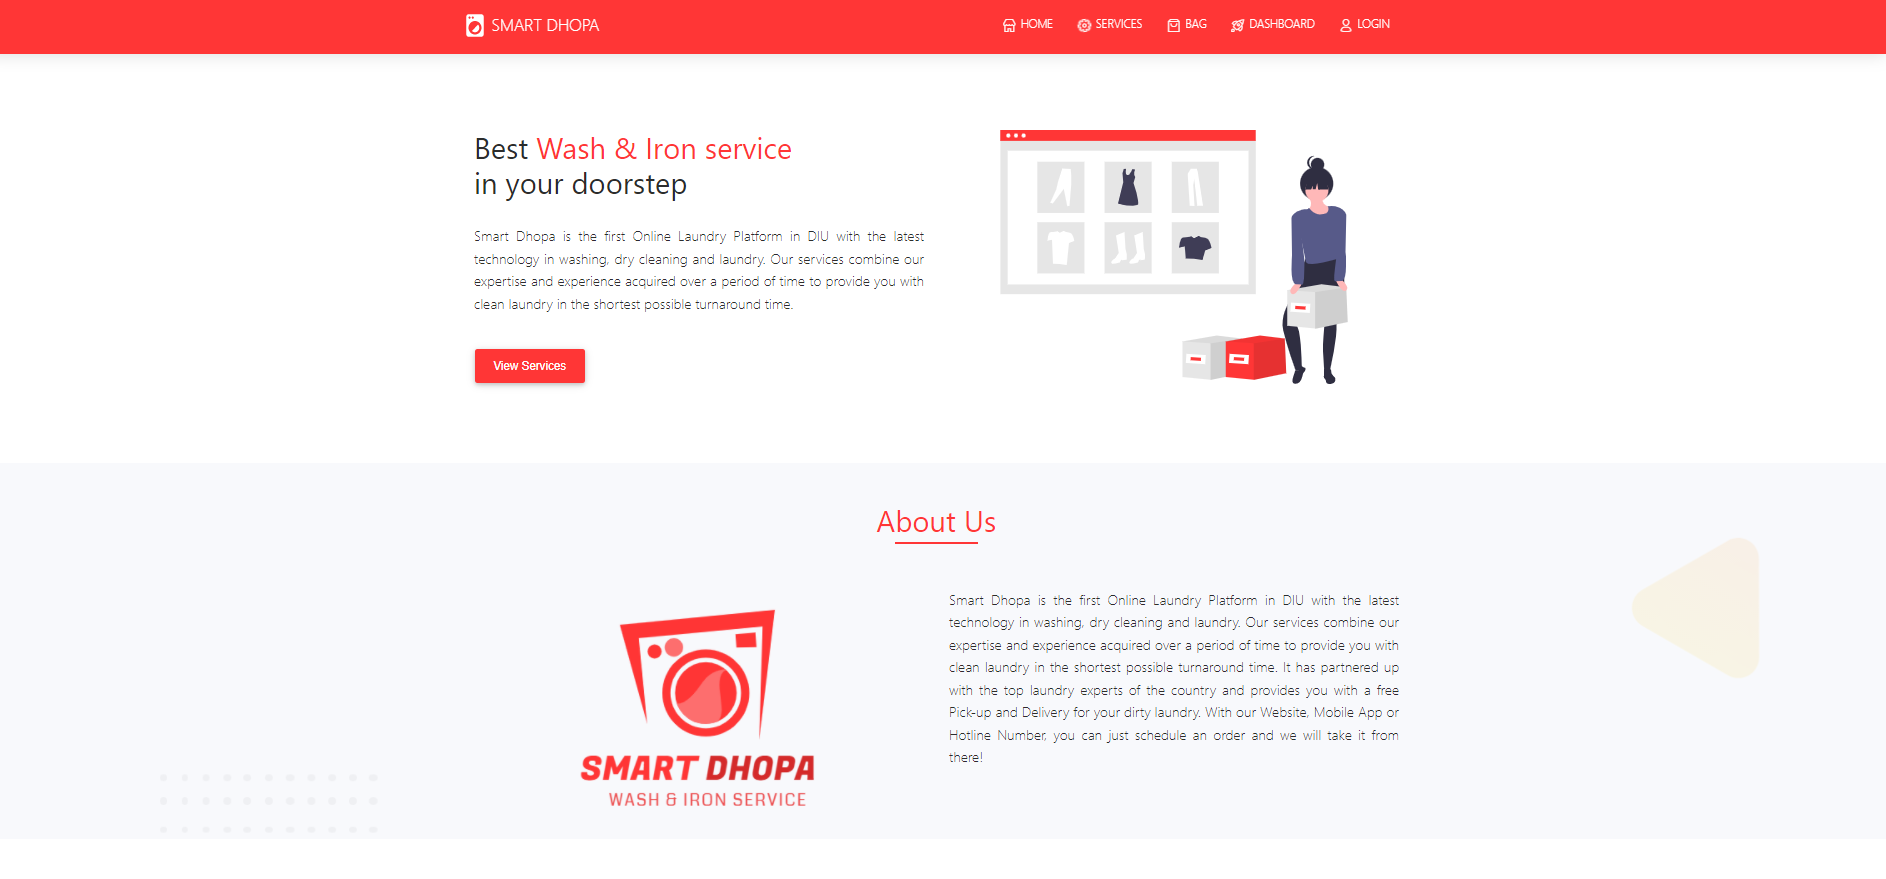 SMART DHOPA
HOME
SERVICES
BAG
DASHBOARD
LOGIN
Best Wash & Iron service
in your doorstep
Smart Dhopa is the first Online Laundry Platform in DIU with the latest
technology in washing, dry cleaning and laundry. Our services combine our
expertise and experience acquired over a period of time to provide you with
clean laundry in the shortest possible turnaround time.
View Services
About Us
SMART DHOPA
WASH & IRON SERVICE
Smart Dhopa is the first Online Laundry Platform in DIU with the latest
technology in washing, dry cleaning and laundry. Our services combine our
expertise and experience acquired over a period of time to provide you with
clean laundry in the shortest possible turnaround time. It has partnered up
with the top laundry experts of the country and provides you with a free
Pick-up and Delivery for your dirty laundry. With our Website, Mobile App or
Hotline Number, you can just schedule an order and we will take it from
there!